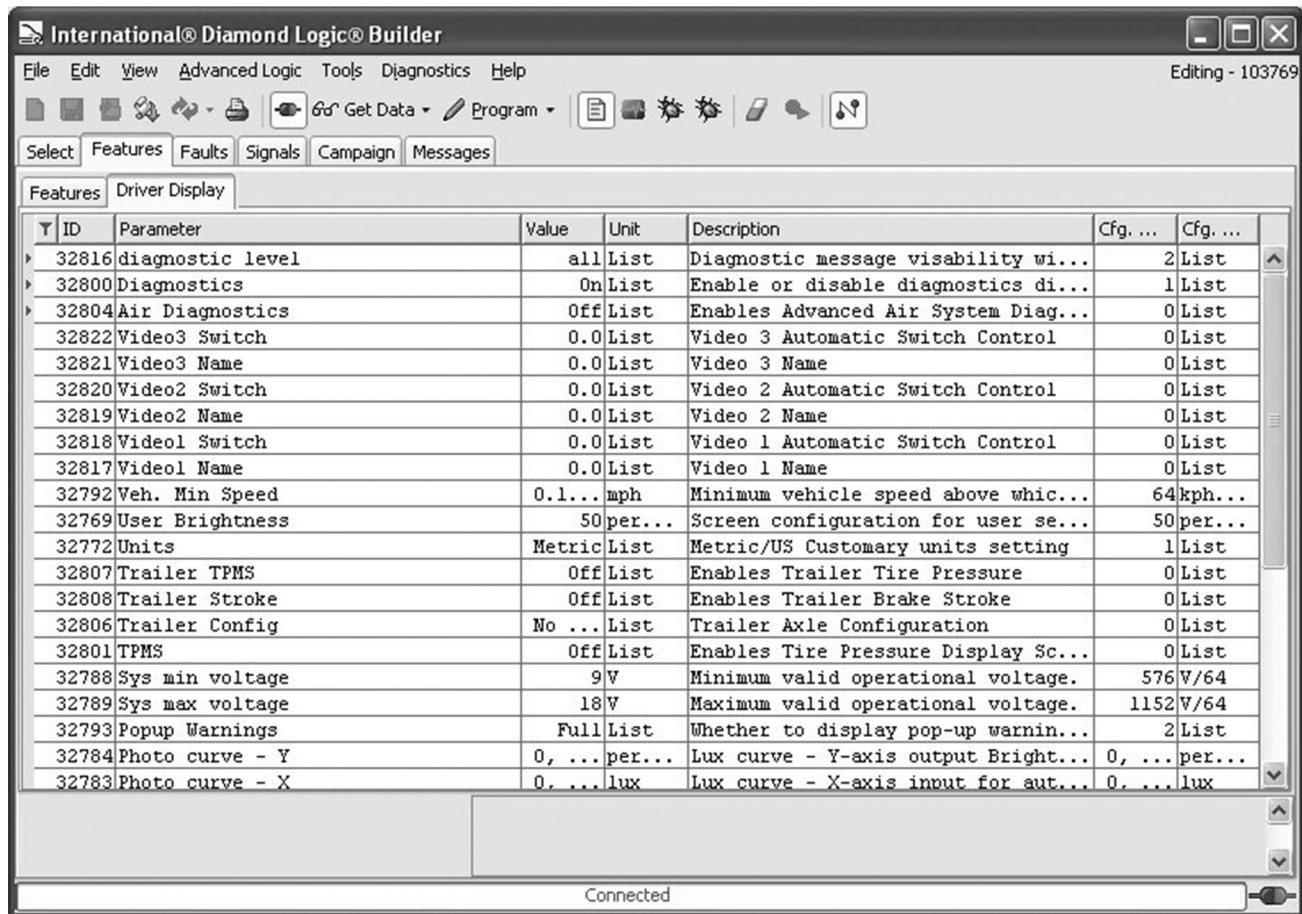 International® Diamond Logic® Builder
File Edit View Advanced Logic Tools Diagnostics Help Editing - 103769
Get Data Program
Select Features Faults Signals Campaign Messages
Features Driver Display
ID Parameter Value Unit Description Cfg. ... Cfg. ...
32816 diagnostic level all List Diagnostic message visability wi... 2 List
32800 Diagnostics On List Enable or disable diagnostics di... 1 List
32804 Air Diagnostics Off List Enables Advanced Air System Diag... 0 List
32822 Video3 Switch 0.0 List Video 3 Automatic Switch Control 0 List
32821 Video3 Name 0.0 List Video 3 Name 0 List
32820 Video2 Switch 0.0 List Video 2 Automatic Switch Control 0 List
32819 Video2 Name 0.0 List Video 2 Name 0 List
32818 Video1 Switch 0.0 List Video 1 Automatic Switch Control 0 List
32817 Video1 Name 0.0 List Video 1 Name 0 List
32792 Veh. Min Speed 0.1... mph Minimum vehicle speed above whic... 64 kph...
32769 User Brightness 50 per... Screen configuration for user se... 50 per...
32772 Units Metric List Metric/US Customary units setting 1 List
32807 Trailer TPMS Off List Enables Trailer Tire Pressure 0 List
32808 Trailer Stroke Off List Enables Trailer Brake Stroke 0 List
32806 Trailer Config No ... List Trailer Axle Configuration 0 List
32801 TPMS Off List Enables Tire Pressure Display Sc... 0 List
32788 Sys min voltage 9 V Minimum valid operational voltage. 576 V/64
32789 Sys max voltage 18 V Maximum valid operational voltage. 1152 V/64
32793 Popup Warnings Full List Whether to display pop-up warnin... 2 List
32784 Photo curve - Y 0, ... per... Lux curve - Y-axis output Bright... 0, ... per...
32783 Photo curve - X 0, ... lux Lux curve - X-axis input for aut... 0, ... lux
Connected